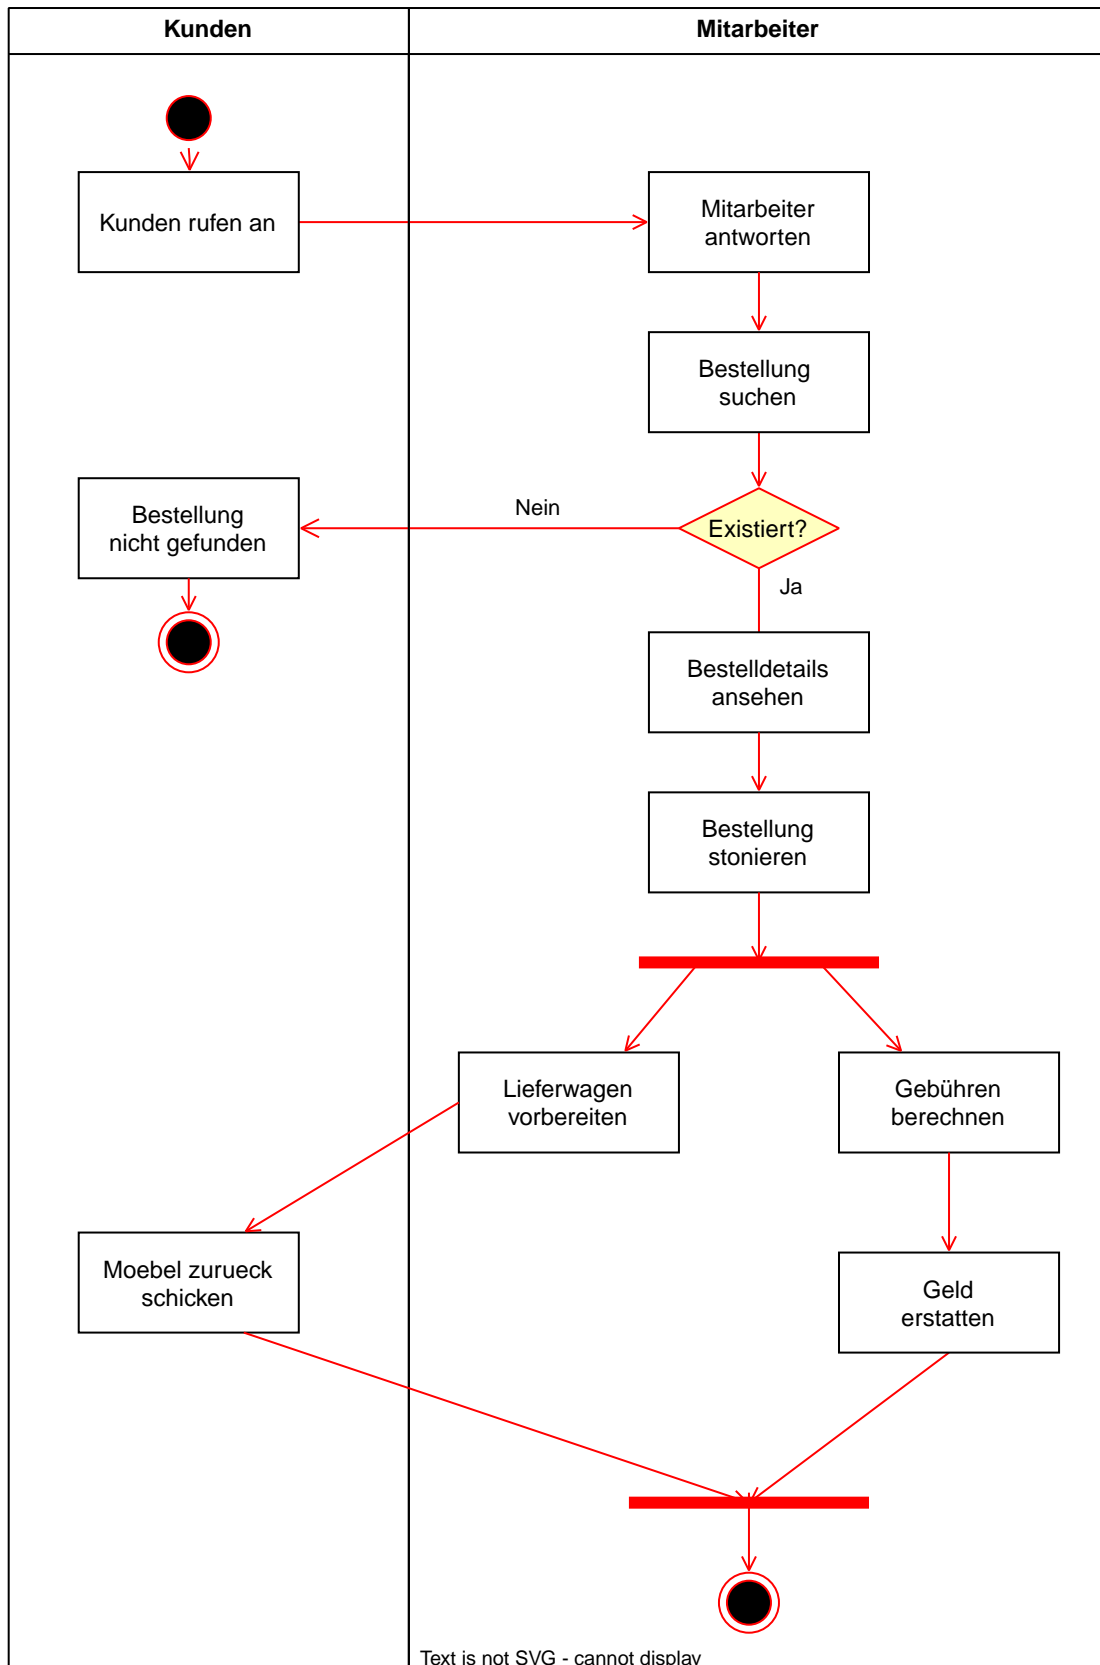 Kunden
Mitarbeiter
Kunden rufen an
Mitarbeiter
antworten
Bestellung
suchen
Bestellung
nicht gefunden
Nein
Existiert?
Ja
Bestelldetails
ansehen
Bestellung
stonieren
Lieferwagen
vorbereiten
Gebühren
berechnen
Moebel zurueck
schicken
Geld
erstatten
Text is not SVG - cannot display